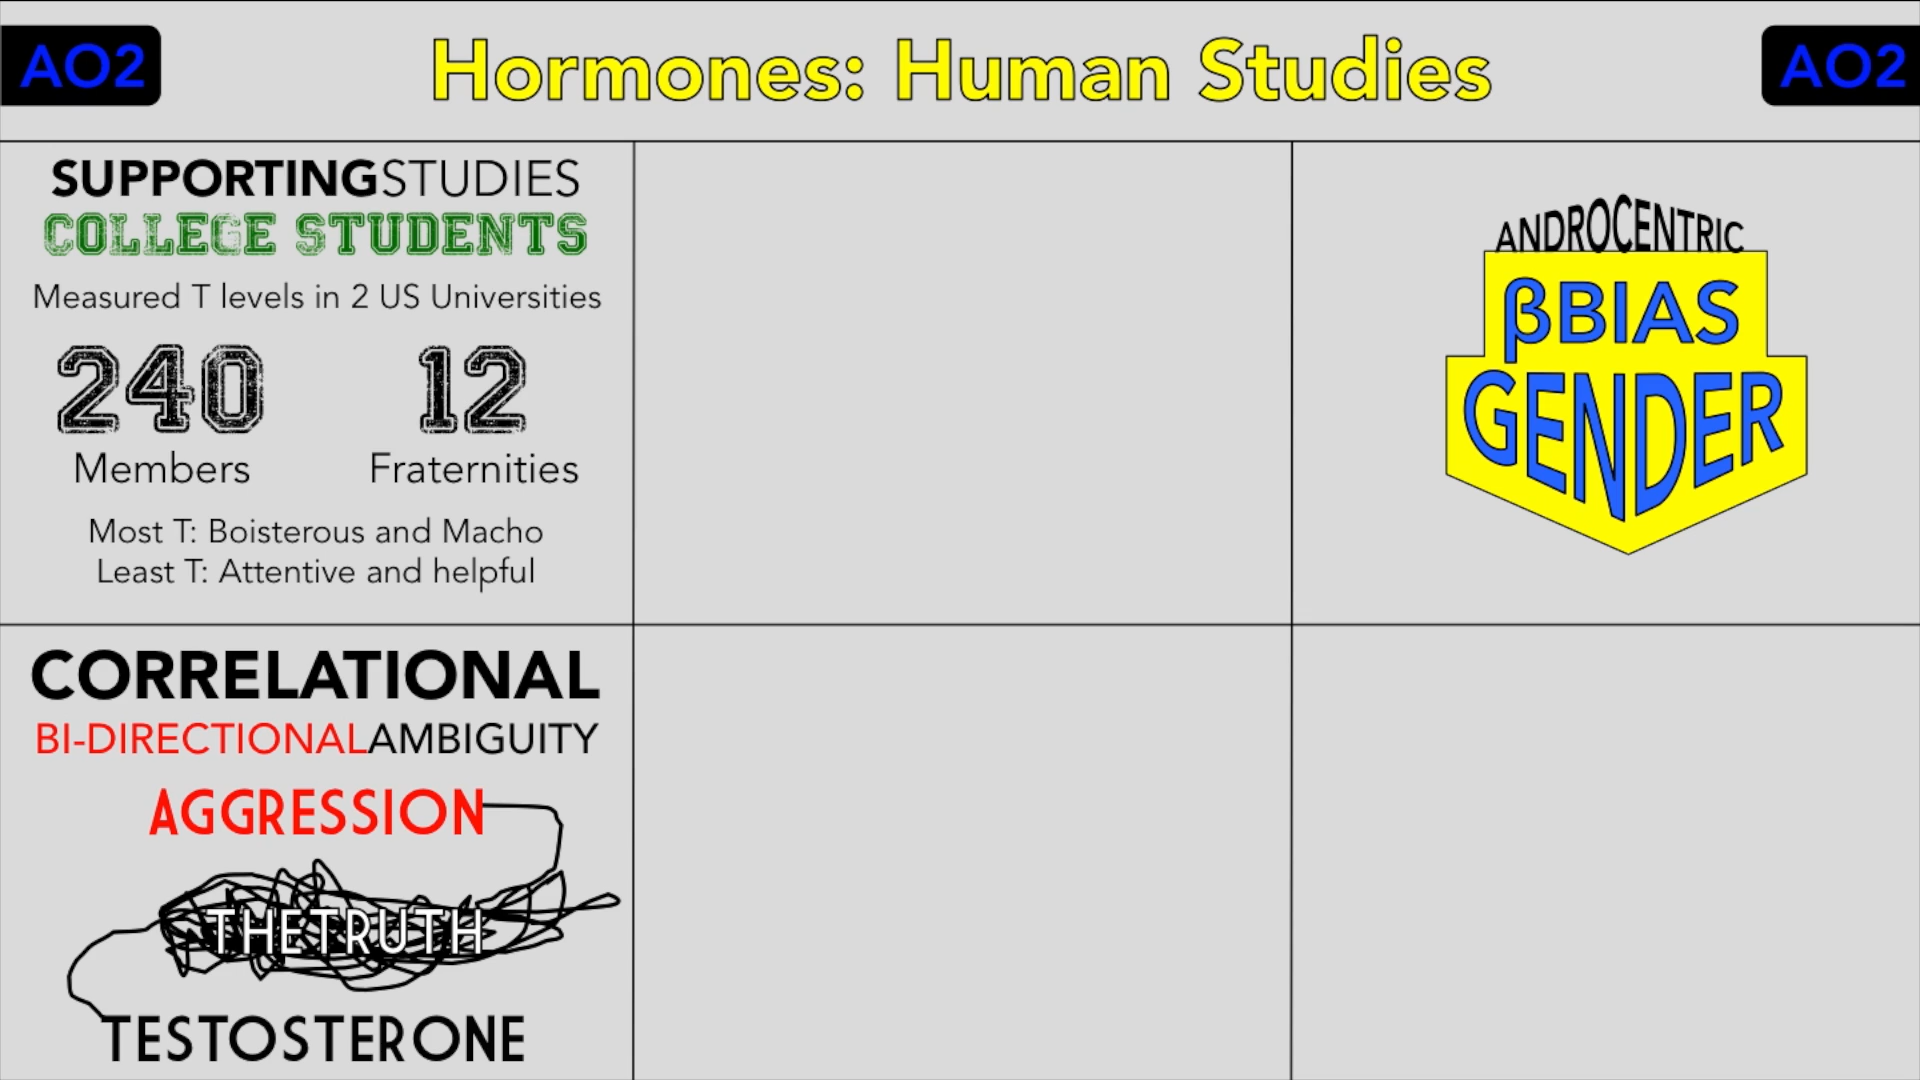 AO2
Hormones: Human Studies
AO2
SUPPORTINGSTUDIES
COLLEGE STUDENTS
Measured T levels in 2 US Universities
240
12
Members
Fraternities
Most T: Boisterous and Macho
Least T: Attentive and helpful
ANDROCENTRIC
βBIAS
GENDER
CORRELATIONAL
BI-DIRECTIONALAMBIGUITY
AGGRESSION
THETRUTH
TESTOSTERONE